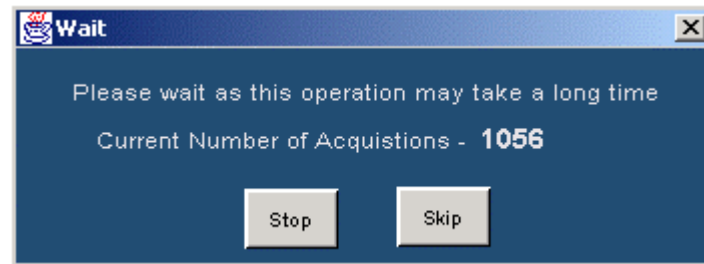 Wait
Please wait as this operation may take a long time
Current Number of Acquistions - 1056
Stop Skip